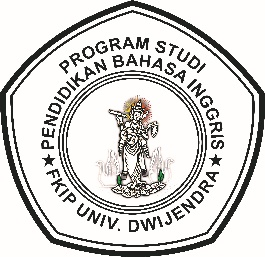 PROGRAM STUDI
PENDIDIKAN BAHASA INGGRIS
★ FKIP UNIV. DWIJENDRA ★